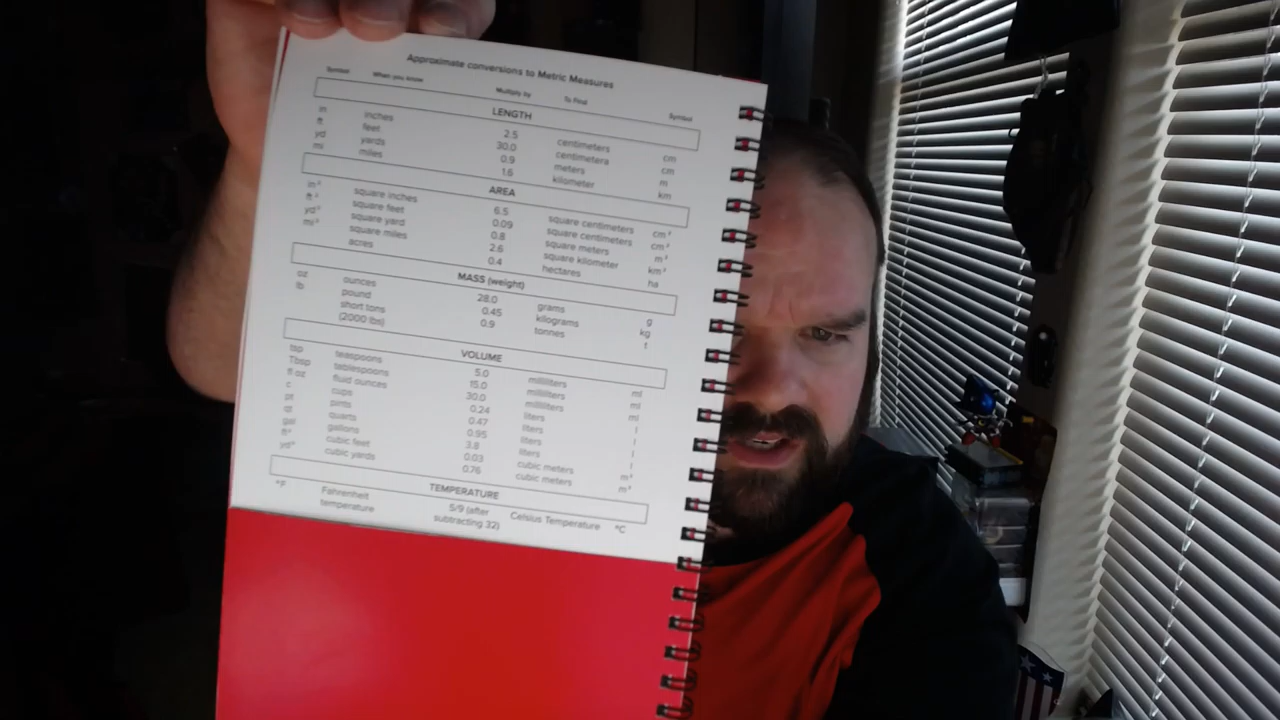 Approximate conversions to Metric Measures
Symbol When you know Multiply by To Find Symbol
LENGTH
in inches 2.5 centimeters cm
ft feet 30.0 centimetera cm
yd yards 0.9 meters m
mi miles 1.6 kilometer km
AREA
in² square inches 6.5 square centimeters cm²
ft² square feet 0.09 square centimeters cm²
yd² square yard 0.8 square meters m²
mi² square miles 2.6 square kilometer km²
acres 0.4 hectares ha
MASS (weight)
oz ounces 28.0 grams g
lb pound 0.45 kilograms kg
short tons 0.9 tonnes t
(2000 lbs)
VOLUME
tsp teaspoons 5.0 milliliters ml
Tbsp tablespoons 15.0 milliliters ml
fl oz fluid ounces 30.0 milliliters ml
c cups 0.24 liters l
pt pints 0.47 liters l
qt quarts 0.95 liters l
gal gallons 3.8 liters l
ft³ cubic feet 0.03 cubic meters m³
yd³ cubic yards 0.76 cubic meters m³
TEMPERATURE
°F Fahrenheit 5/9 (after Celsius Temperature °C
temperature subtracting 32)